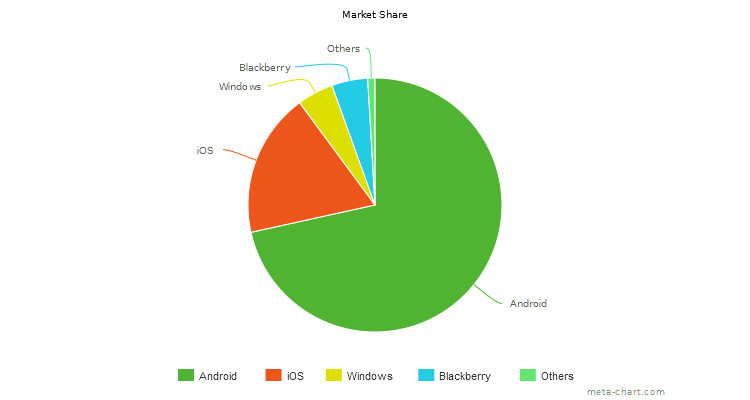 Market Share
Others
Blackberry
Windows
iOS
Android
Android iOS Windows Blackberry Others
meta-chart.com